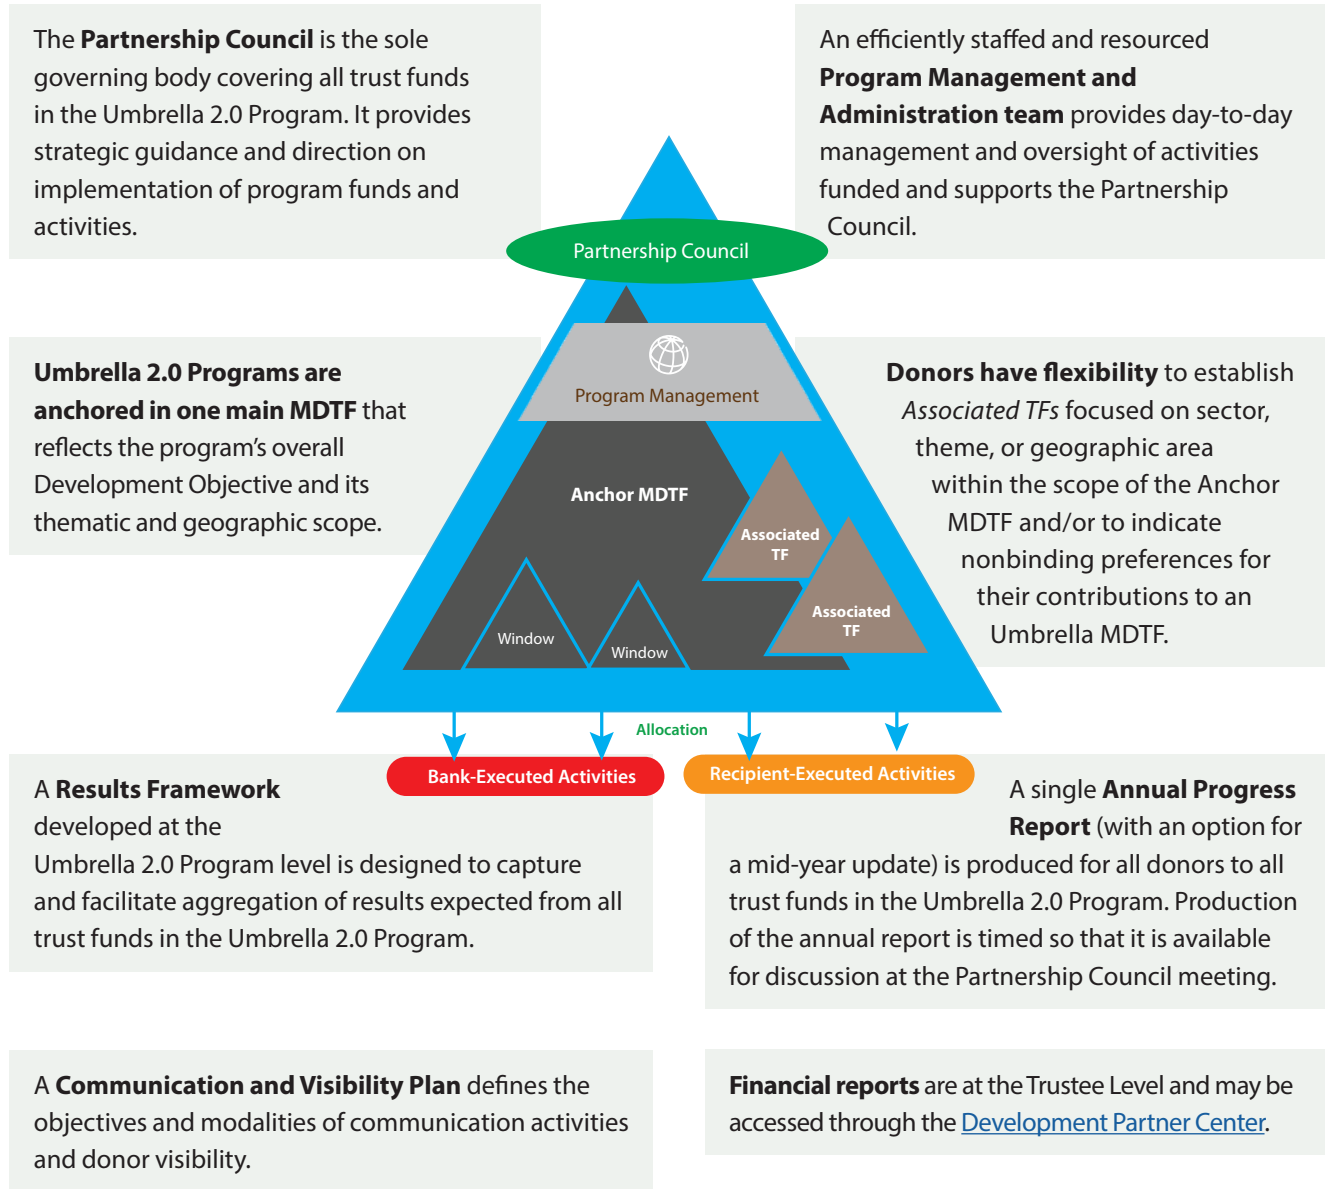 The Partnership Council is the sole
governing body covering all trust funds
in the Umbrella 2.0 Program. It provides
strategic guidance and direction on
implementation of program funds and
activities.
An efficiently staffed and resourced
Program Management and
Administration team provides day-to-day
management and oversight of activities
funded and supports the Partnership
Council.
Partnership Council
Program Management
Umbrella 2.0 Programs are
anchored in one main MDTF that
reflects the program's overall
Development Objective and its
thematic and geographic scope.
Donors have flexibility to establish
Associated TFs focused on sector,
theme, or geographic area
within the scope of the Anchor
MDTF and/or to indicate
nonbinding preferences for
their contributions to an
Umbrella MDTF.
Anchor MDTF
Associated
TF
Associated
TF
Window
Window
Allocation
Bank-Executed Activities
Recipient-Executed Activities
A Results Framework
developed at the
Umbrella 2.0 Program level is designed to capture
and facilitate aggregation of results expected from all
trust funds in the Umbrella 2.0 Program.
A single Annual Progress
Report (with an option for
a mid-year update) is produced for all donors to all
trust funds in the Umbrella 2.0 Program. Production
of the annual report is timed so that it is available
for discussion at the Partnership Council meeting.
A Communication and Visibility Plan defines the
objectives and modalities of communication activities
and donor visibility.
Financial reports are at the Trustee Level and may be
accessed through the Development Partner Center.